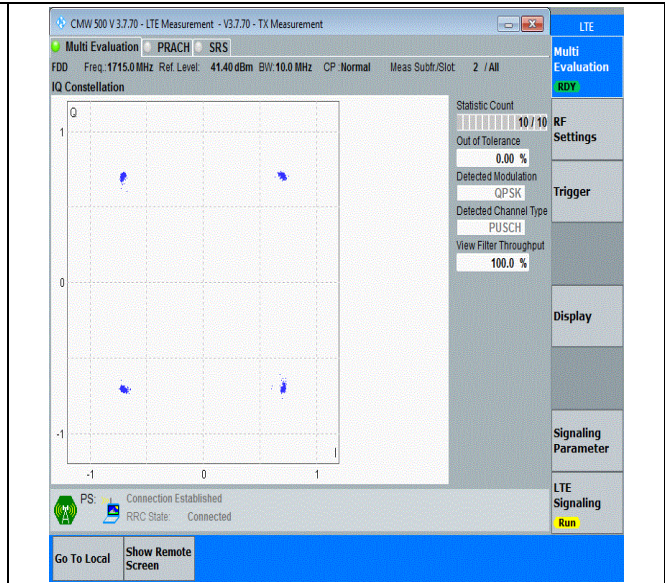 CMW 500 V 3.7.70 - LTE Measurement - V3.7.70 - TX Measurement
LTE
Multi Evaluation PRACH SRS
Multi
Evaluation
RDY
FDD Freq.:1715.0 MHz Ref. Level: 41.40 dBm BW:10.0 MHz CP :Normal Meas Subfr./Slot: 2 / All
IQ Constellation
Q
1
0
-1
-1 0 1
I
Statistic Count
10 / 10
Out of Tolerance
0.00 %
Detected Modulation
QPSK
Detected Channel Type
PUSCH
View Filter Throughput
100.0 %
RF
Settings
Trigger
Display
Signaling
Parameter
LTE
Signaling
Run
PS: Connection Established
RRC State: Connected
Go To Local
Show Remote
Screen